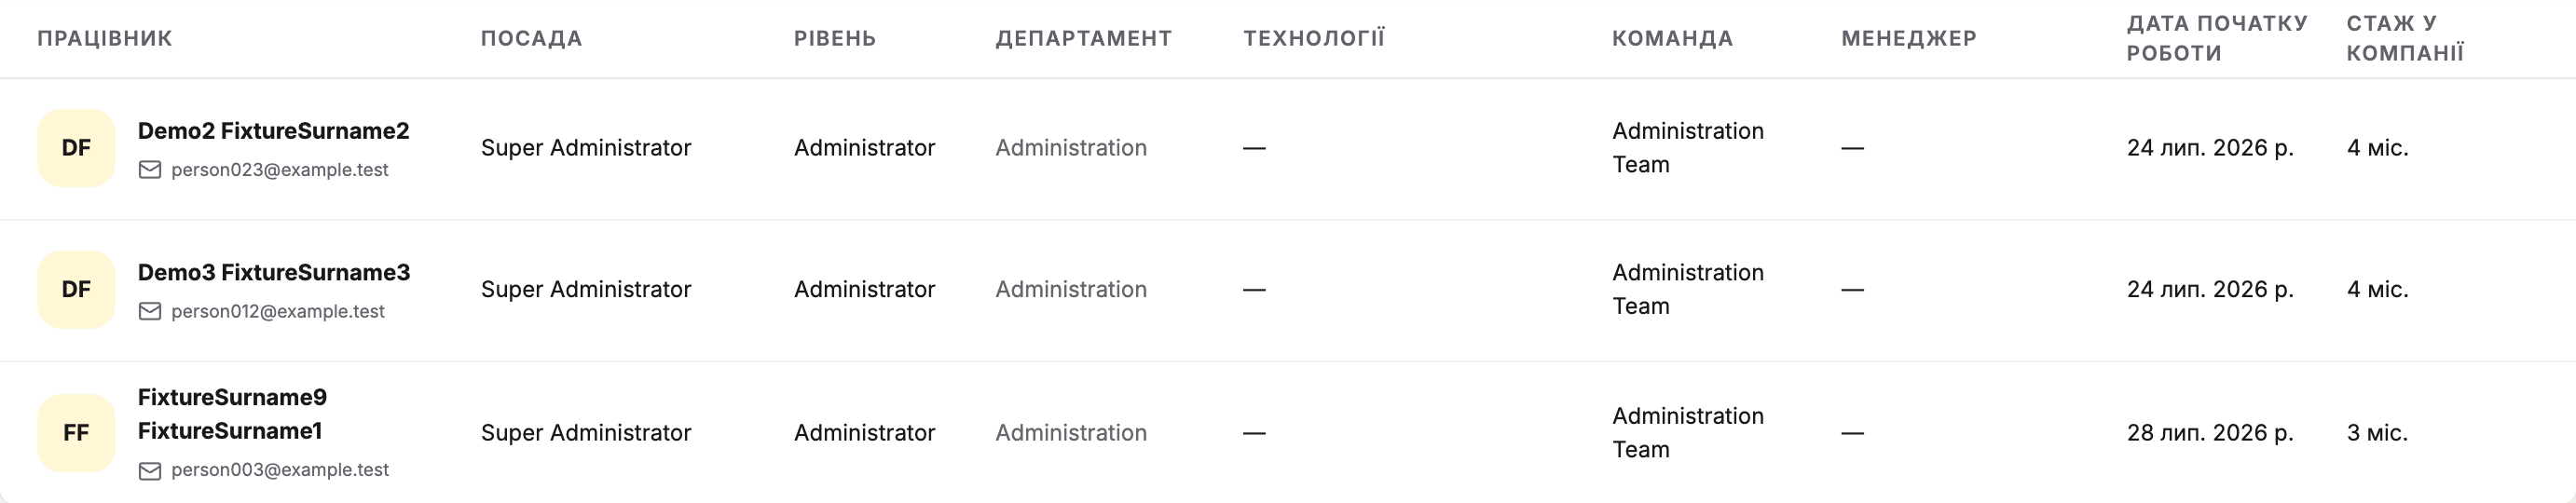 ПРАЦІВНИК
ПОСАДА
РІВЕНЬ
ДЕПАРТАМЕНТ
ТЕХНОЛОГІЇ
КОМАНДА
МЕНЕДЖЕР
ДАТА ПОЧАТКУ
РОБОТИ
СТАЖ У
КОМПАНІЇ
DF
Demo2 FixtureSurname2
person023@example.test
Super Administrator
Administrator
Administration
—
Administration
Team
—
24 лип. 2026 р.
4 міс.
DF
Demo3 FixtureSurname3
person012@example.test
Super Administrator
Administrator
Administration
—
Administration
Team
—
24 лип. 2026 р.
4 міс.
FF
FixtureSurname9
FixtureSurname1
person003@example.test
Super Administrator
Administrator
Administration
—
Administration
Team
—
28 лип. 2026 р.
3 міс.